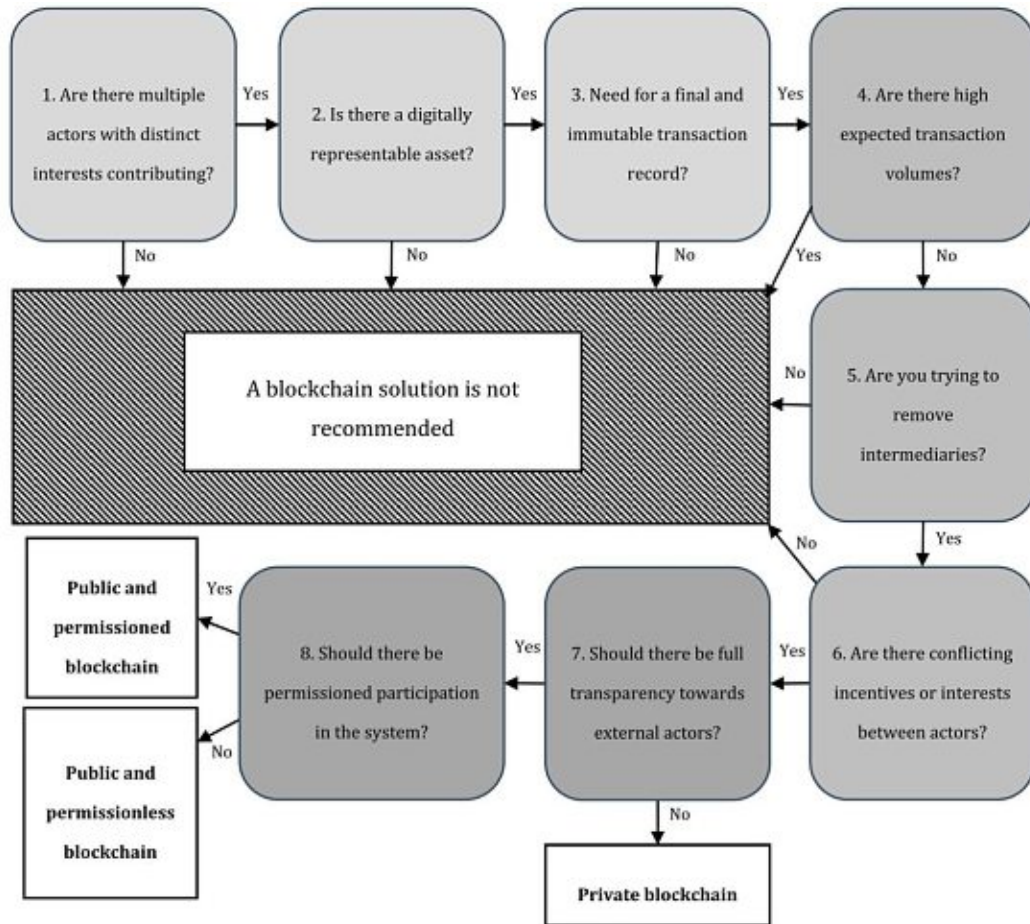 1. Are there multiple
actors with distinct
interests contributing?
Yes
No
2. Is there a digitally
representable asset?
Yes
No
3. Need for a final and
immutable transaction
record?
Yes
No
4. Are there high
expected transaction
volumes?
Yes
No
A blockchain solution is not
recommended
5. Are you trying to
remove
intermediaries?
No
Yes
6. Are there conflicting
incentives or interests
between actors?
No
Yes
7. Should there be full
transparency towards
external actors?
Yes
No
8. Should there be
permissioned participation
in the system?
Yes
No
Public and
permissioned
blockchain
Public and
permissionless
blockchain
Private blockchain